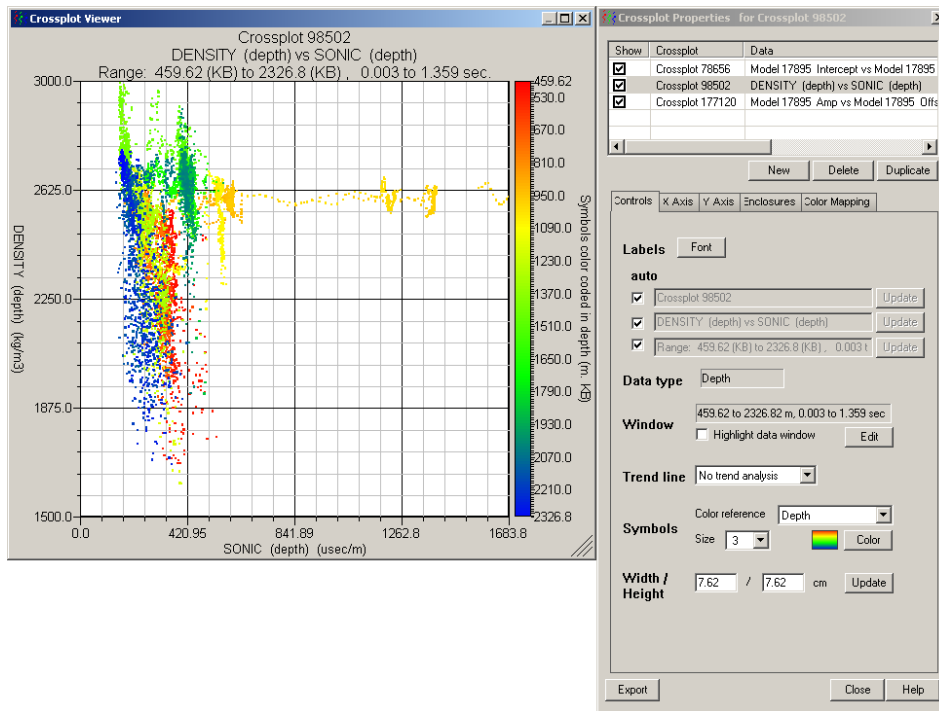 Crossplot Viewer
Crossplot 98502
DENSITY (depth) vs SONIC (depth)
Range: 459.62 (KB) to 2326.8 (KB) , 0.003 to 1.359 sec.
3000.0
2625.0
2250.0
1875.0
1500.0
DENSITY (depth) (kg/m3)
0.0 420.95 841.89 1262.8 1683.8
SONIC (depth) (usec/m)
459.62
530.0
670.0
810.0
950.0
1090.0
1230.0
1370.0
1510.0
1650.0
1790.0
1930.0
2070.0
2210.0
2326.8
Symbols color coded in depth (m. KB)
Crossplot Properties for Crossplot 98502
Show Crossplot Data
Crossplot 78656 Model 17895 Intercept vs Model 17895
Crossplot 98502 DENSITY (depth) vs SONIC (depth)
Crossplot 177120 Model 17895 Amp vs Model 17895 Offs
New Delete Duplicate
Controls X Axis Y Axis Enclosures Color Mapping
Labels Font
auto
Crossplot 98502 Update
DENSITY (depth) vs SONIC (depth) Update
Range: 459.62 (KB) to 2326.8 (KB) , 0.003 t Update
Data type Depth
Window 459.62 to 2326.82 m, 0.003 to 1.359 sec
Highlight data window Edit
Trend line No trend analysis
Symbols Color reference Depth
Size 3 Color
Width / Height 7.62 / 7.62 cm Update
Export Close Help